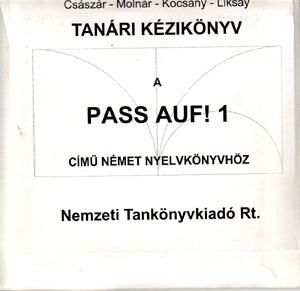 Császár - Molnár - Kocsány - Liksay
TANÁRI KÉZIKÖNYV
A
PASS AUF! 1
CÍMŰ NÉMET NYELVKÖNYVHÖZ
Nemzeti Tankönyvkiadó Rt.